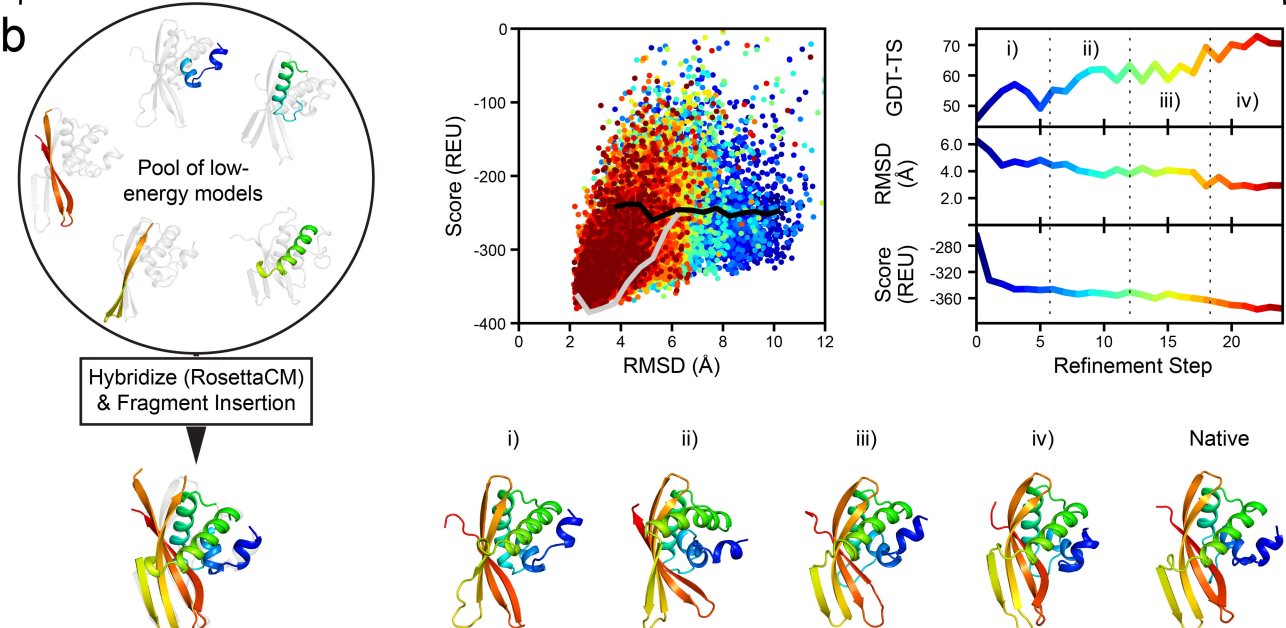 b
Pool of low-
energy models
Hybridize (RosettaCM)
& Fragment Insertion
Score (REU)
0
-100
-200
-300
-400
0 2 4 6 8 10 12
RMSD (Å)
GDT-TS
70
60
50
i) ii) iii) iv)
RMSD
(Å)
6.0
4.0
2.0
Score
(REU)
-280
-320
-360
0 5 10 15 20
Refinement Step
i) ii) iii) iv) Native